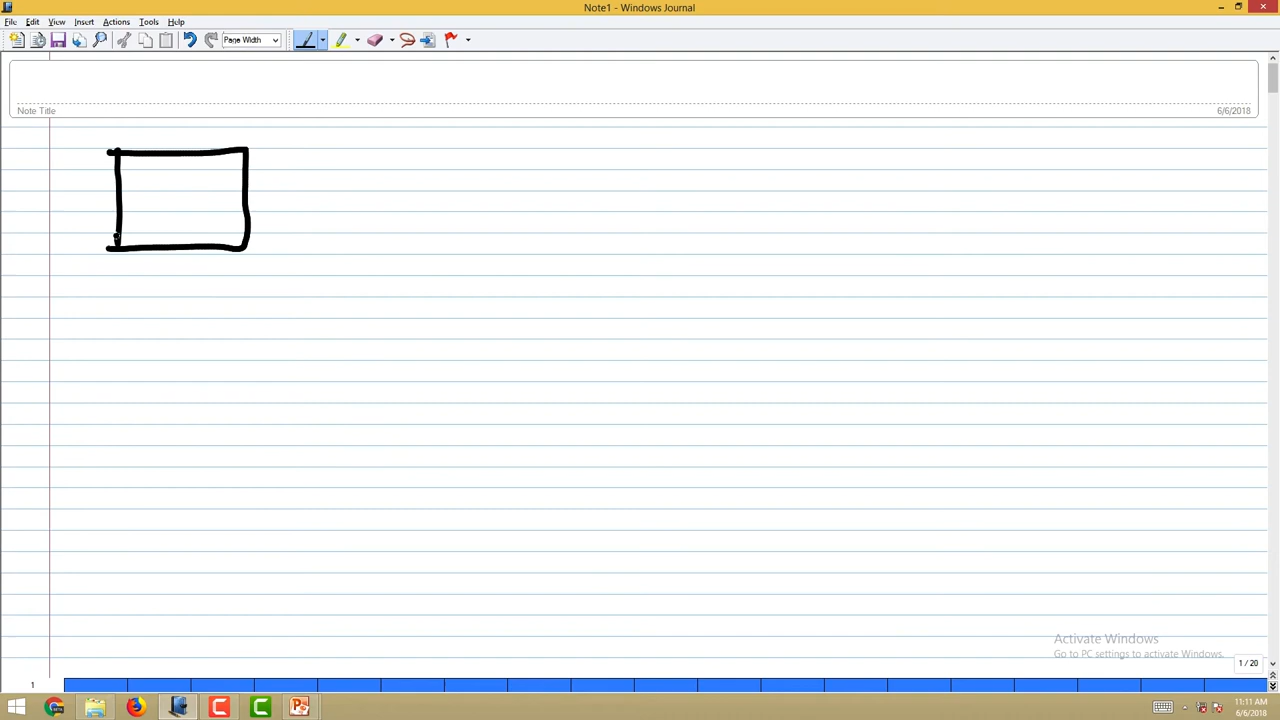 Note1 - Windows Journal
File Edit View Insert Actions Tools Help
Page Width
Note Title
6/6/2018
Activate Windows
Go to PC settings to activate Windows.
1 / 20
1
11:11 AM
6/6/2018